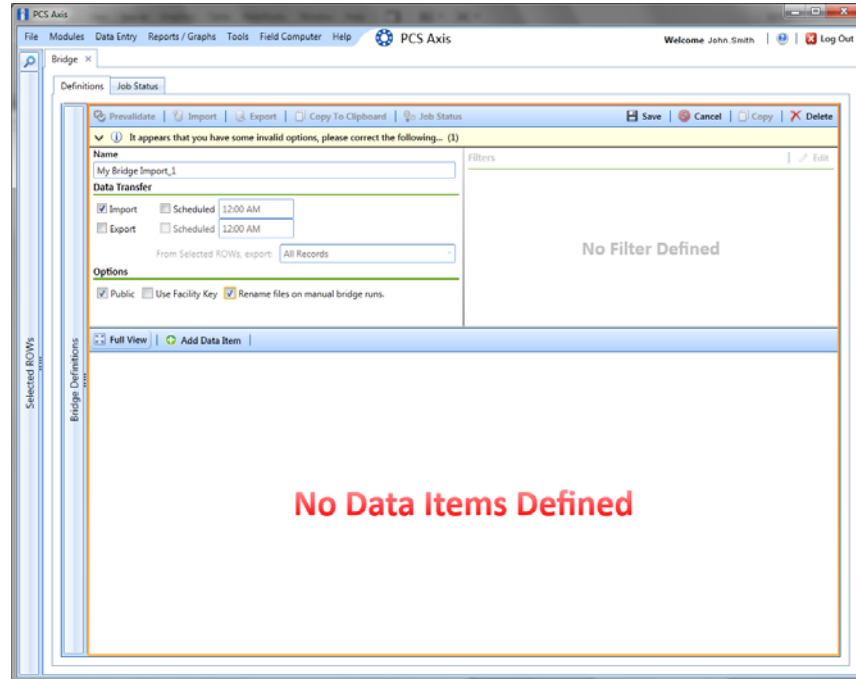 PCS Axis
File Modules Data Entry Reports / Graphs Tools Field Computer Help PCS Axis Welcome John.Smith Log Out
Bridge ×
Definitions Job Status
Prevalidate Import Export Copy To Clipboard Job Status Save Cancel Copy Delete
It appears that you have some invalid options, please correct the following... (1)
Name
Filters Edit
My Bridge Import_1
Data Transfer
Import Scheduled 12:00 AM
Export Scheduled 12:00 AM
From Selected ROWs, export: All Records
No Filter Defined
Options
Public Use Facility Key Rename files on manual bridge runs.
Full View Add Data Item
Selected ROWs
Bridge Definitions
No Data Items Defined